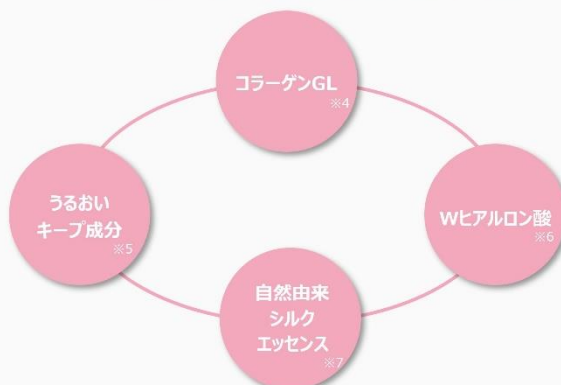 コラーゲンGL
※4
うるおい
キープ成分
※5
Wヒアルロン酸
※6
自然由来
シルク
エッセンス
※7